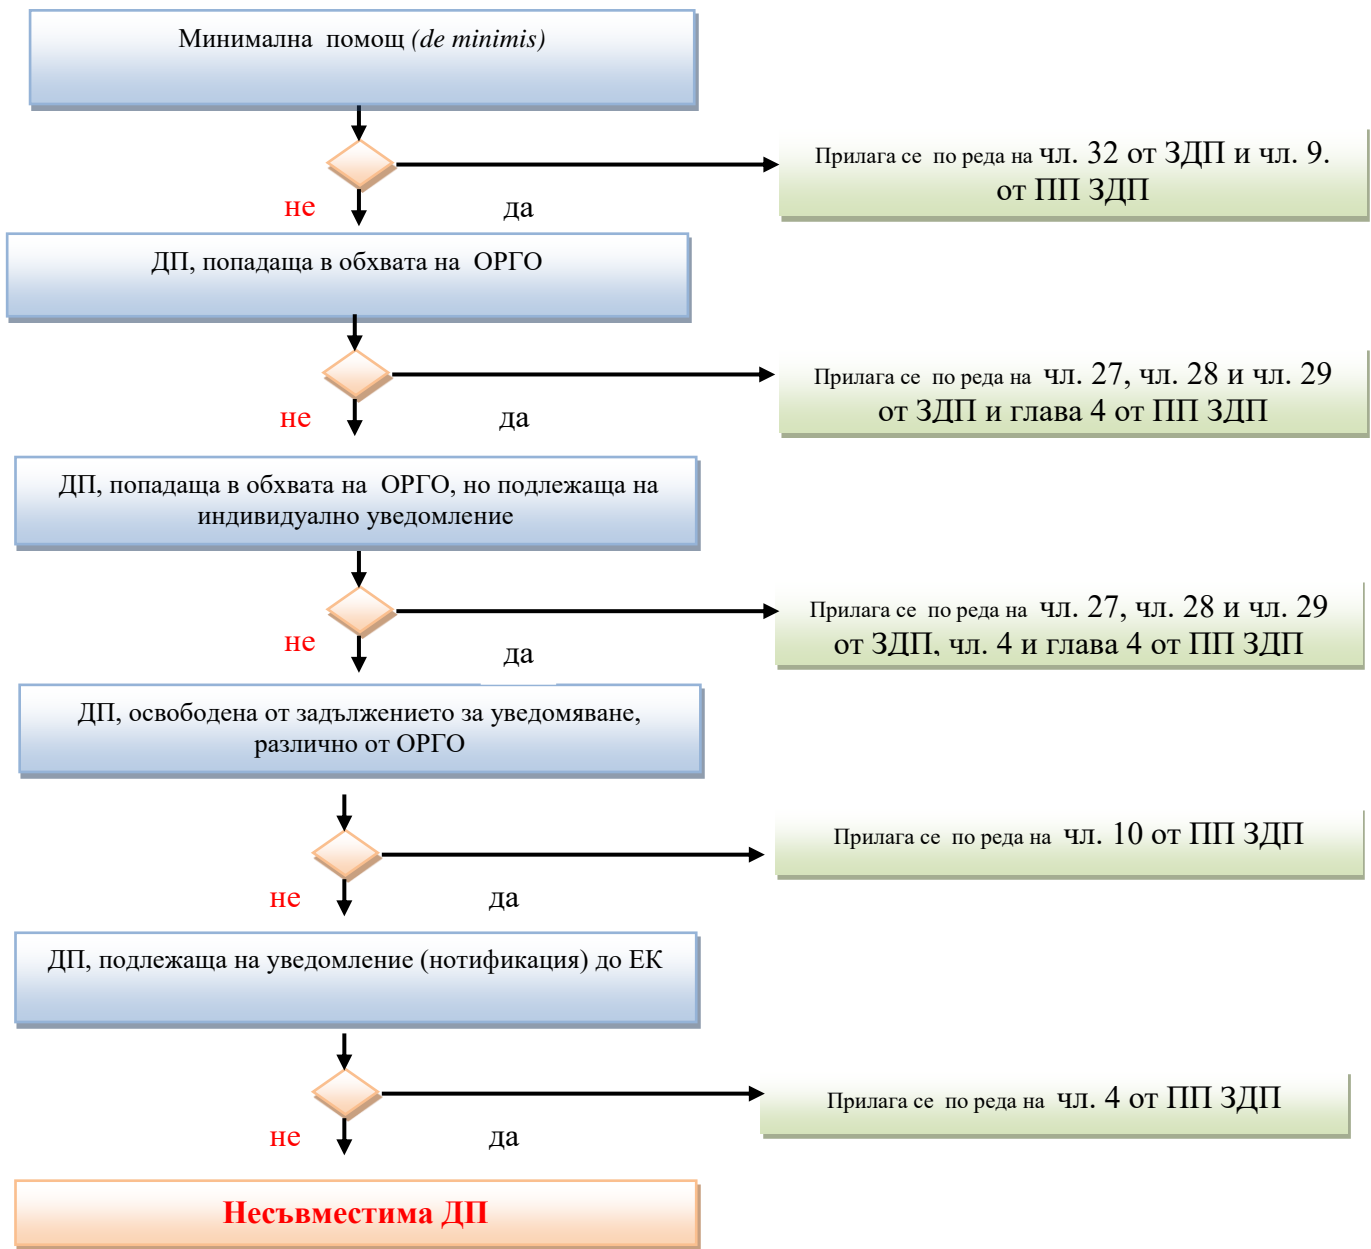 Минимална помощ (de minimis)
Прилага се по реда на чл. 32 от ЗДП и чл. 9.
от ПП ЗДП
не
да
ДП, попадаща в обхвата на ОРГО
Прилага се по реда на чл. 27, чл. 28 и чл. 29
от ЗДП и глава 4 от ПП ЗДП
не
да
ДП, попадаща в обхвата на ОРГО, но подлежаща на
индивидуално уведомление
Прилага се по реда на чл. 27, чл. 28 и чл. 29
от ЗДП, чл. 4 и глава 4 от ПП ЗДП
не
да
ДП, освободена от задължението за уведомяване,
различно от ОРГО
Прилага се по реда на чл. 10 от ПП ЗДП
не
да
ДП, подлежаща на уведомление (нотификация) до ЕК
Прилага се по реда на чл. 4 от ПП ЗДП
не
да
Несъвместима ДП